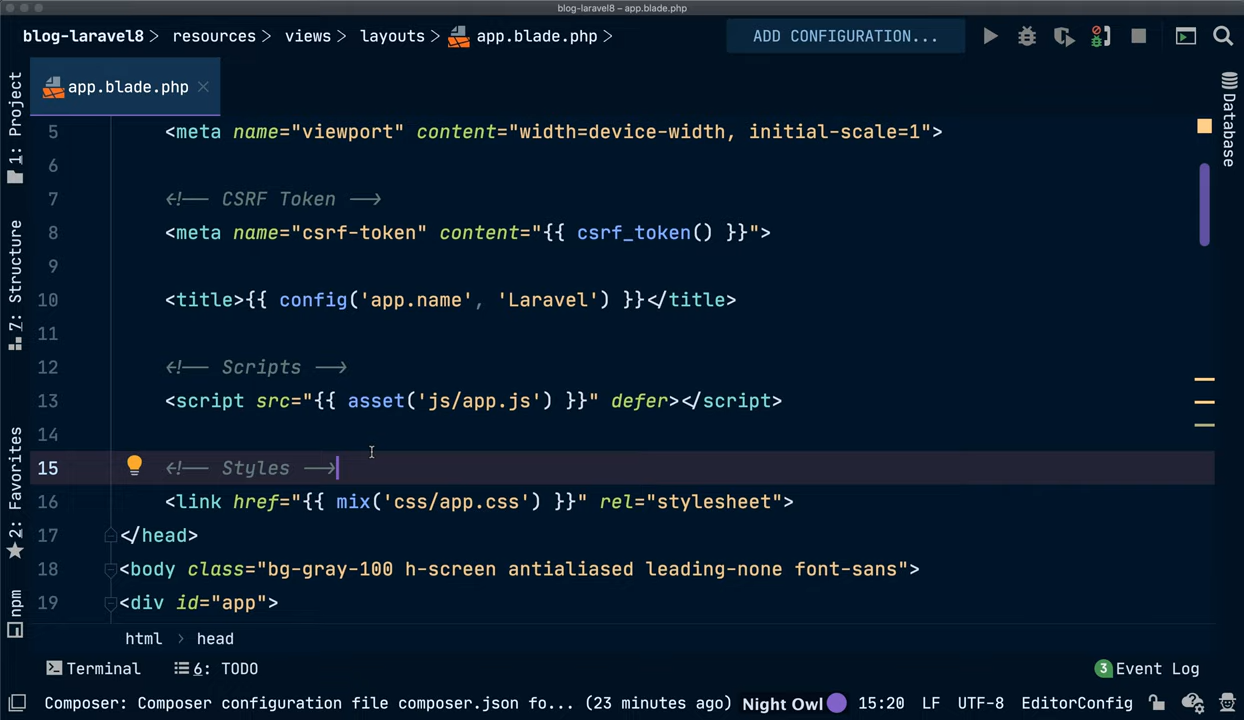 blog-laravel8 – app.blade.php
blog-laravel8 > resources > views > layouts > app.blade.php >
ADD CONFIGURATION...
app.blade.php
1: Project
7: Structure
2: Favorites
npm
Database
5 <meta name="viewport" content="width=device-width, initial-scale=1">
6
7 <!-- CSRF Token -->
8 <meta name="csrf-token" content="{{ csrf_token() }}">
9
10 <title>{{ config('app.name', 'Laravel') }}</title>
11
12 <!-- Scripts -->
13 <script src="{{ asset('js/app.js') }}" defer></script>
14
15 <!-- Styles -->
16 <link href="{{ mix('css/app.css') }}" rel="stylesheet">
17 </head>
18 <body class="bg-gray-100 h-screen antialiased leading-none font-sans">
19 <div id="app">
html > head
Terminal 6: TODO 3 Event Log
Composer: Composer configuration file composer.json fo... (23 minutes ago) Night Owl 15:20 LF UTF-8 EditorConfig